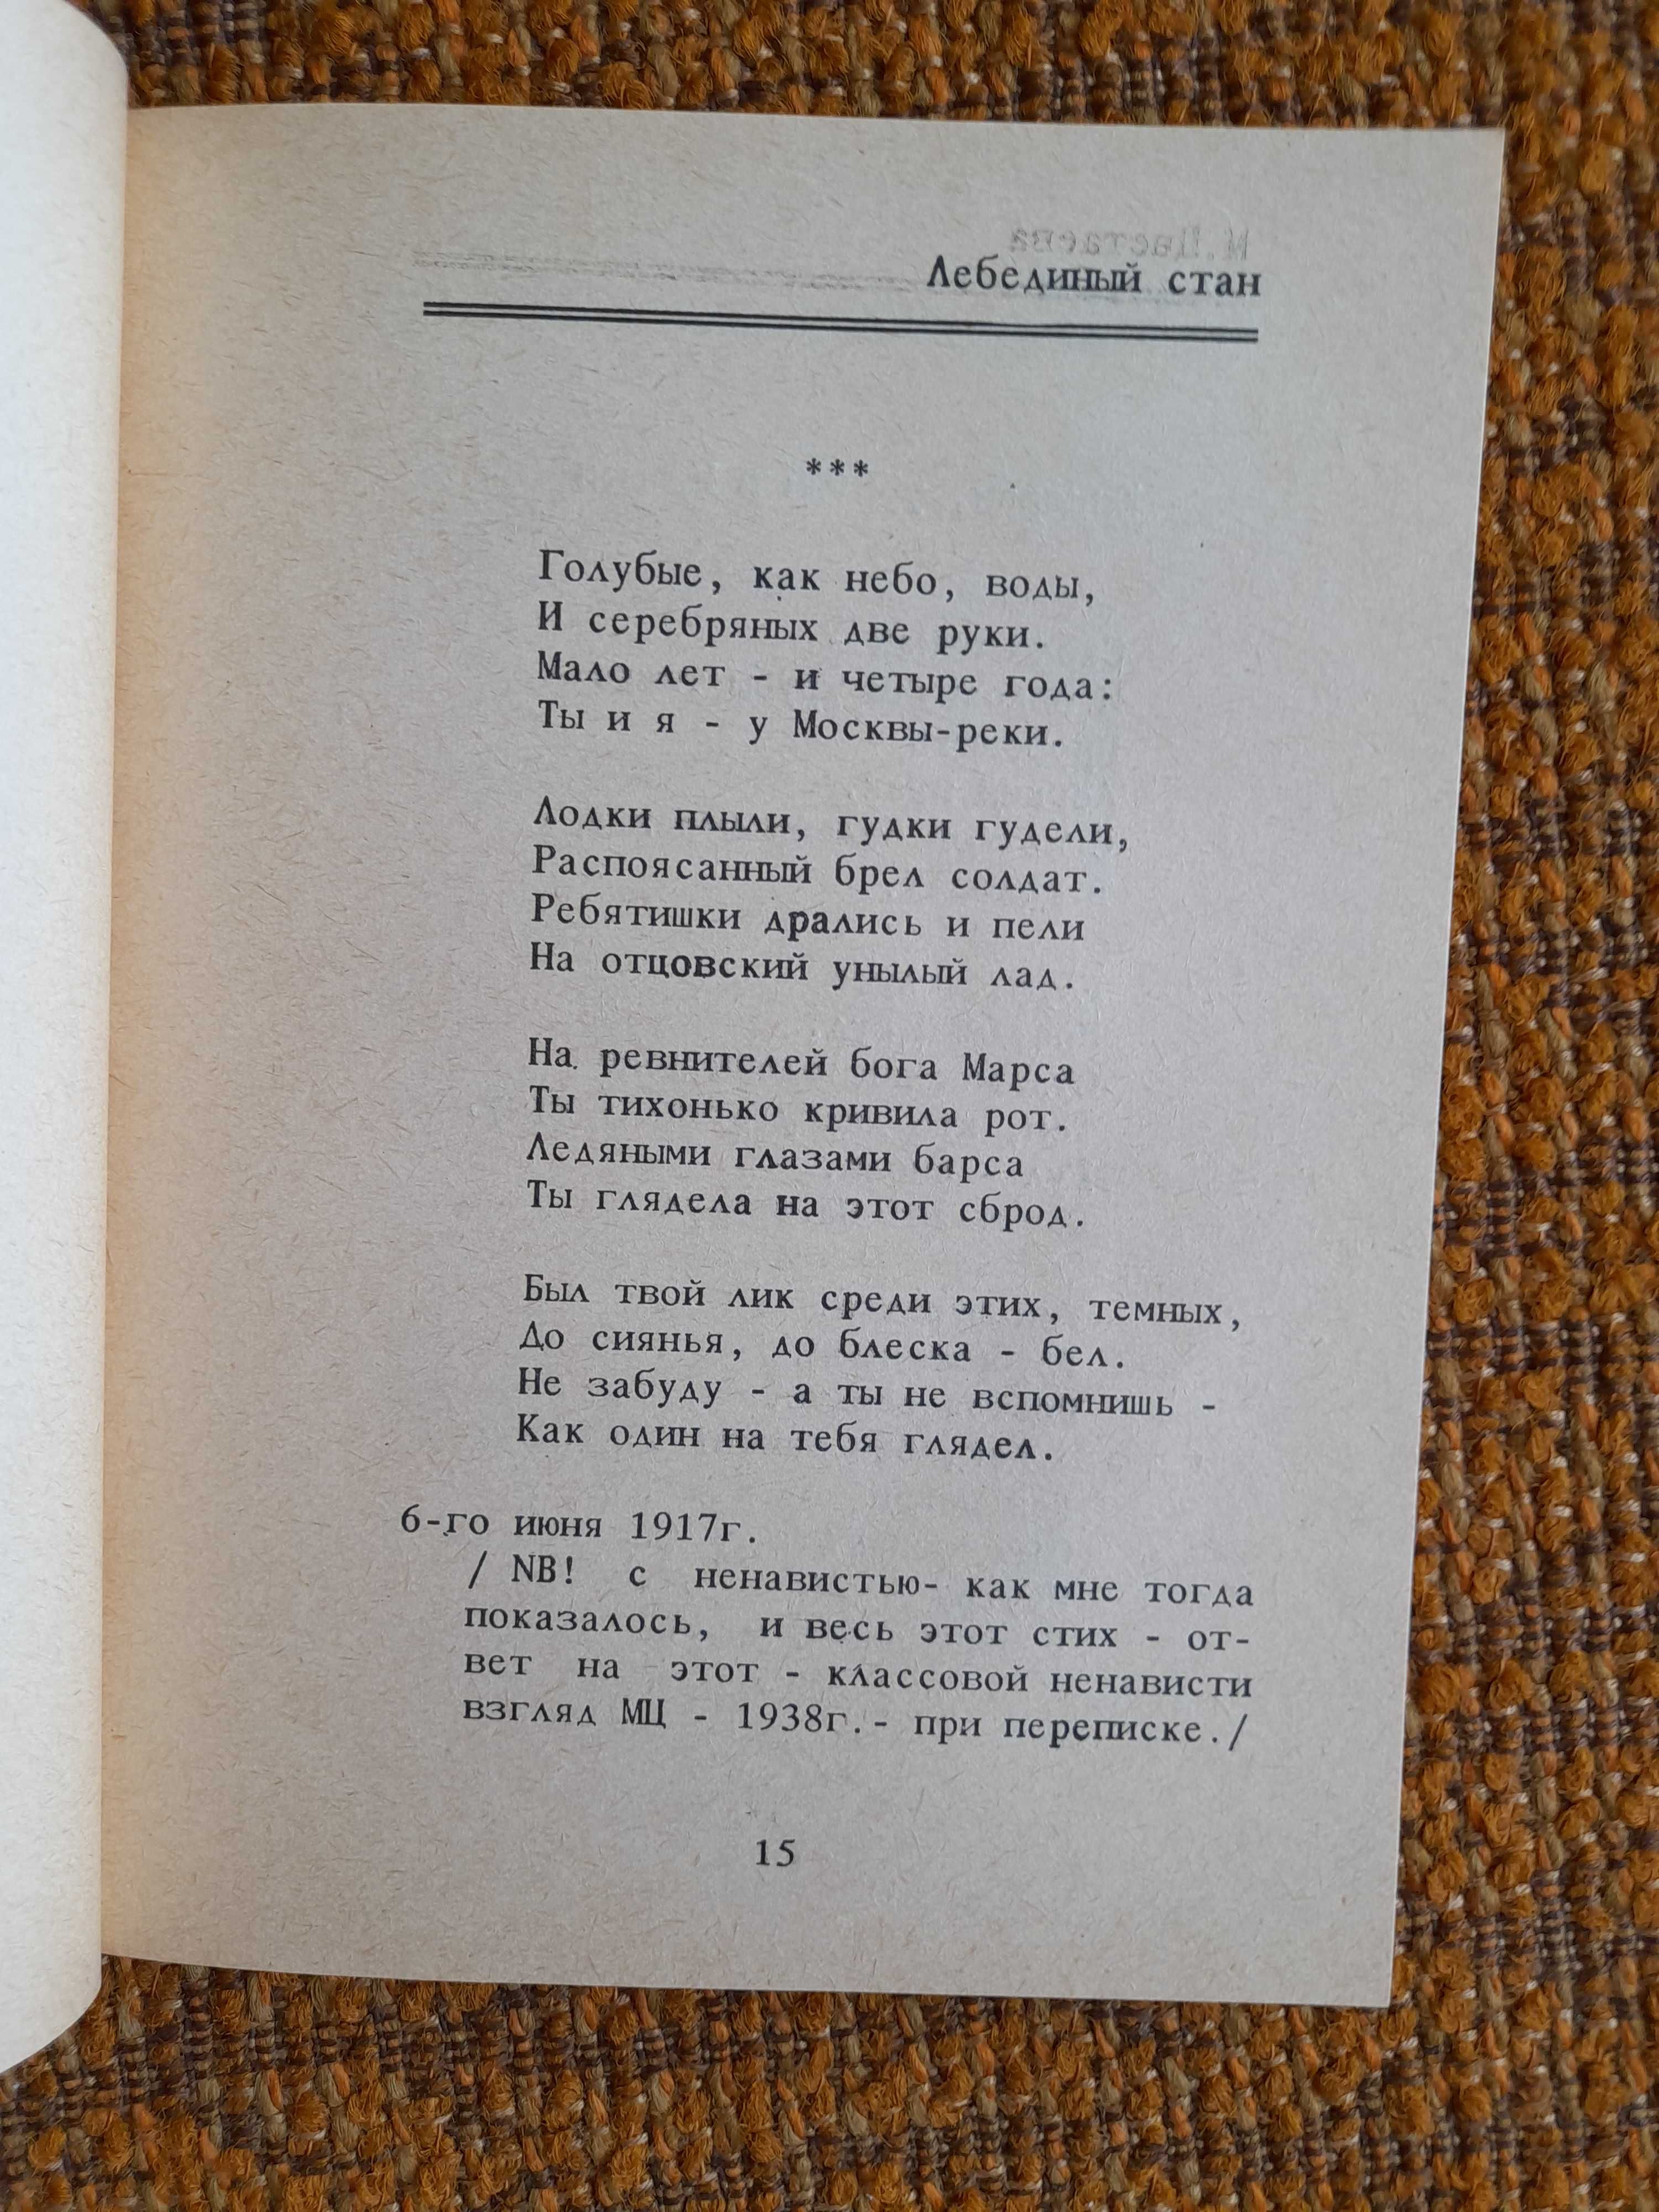 М.Цветаева
Лебединый стан
***
Голубые, как небо, воды,
И серебряных две руки.
Мало лет - и четыре года:
Ты и я - у Москвы-реки.
Лодки плыли, гудки гудели,
Распоясанный брел солдат.
Ребятишки дрались и пели
На отцовский унылый лад.
На ревнителей бога Марса
Ты тихонько кривила рот.
Ледяными глазами барса
Ты глядела на этот сброд.
Был твой лик среди этих, темных,
До сиянья, до блеска - бел.
Не забуду - а ты не вспомнишь -
Как один на тебя глядел.
6-го июня 1917г.
/ NB! с ненавистью- как мне тогда
показалось, и весь этот стих - от-
вет на этот - классовой ненависти
взгляд МЦ - 1938г.- при переписке./
15